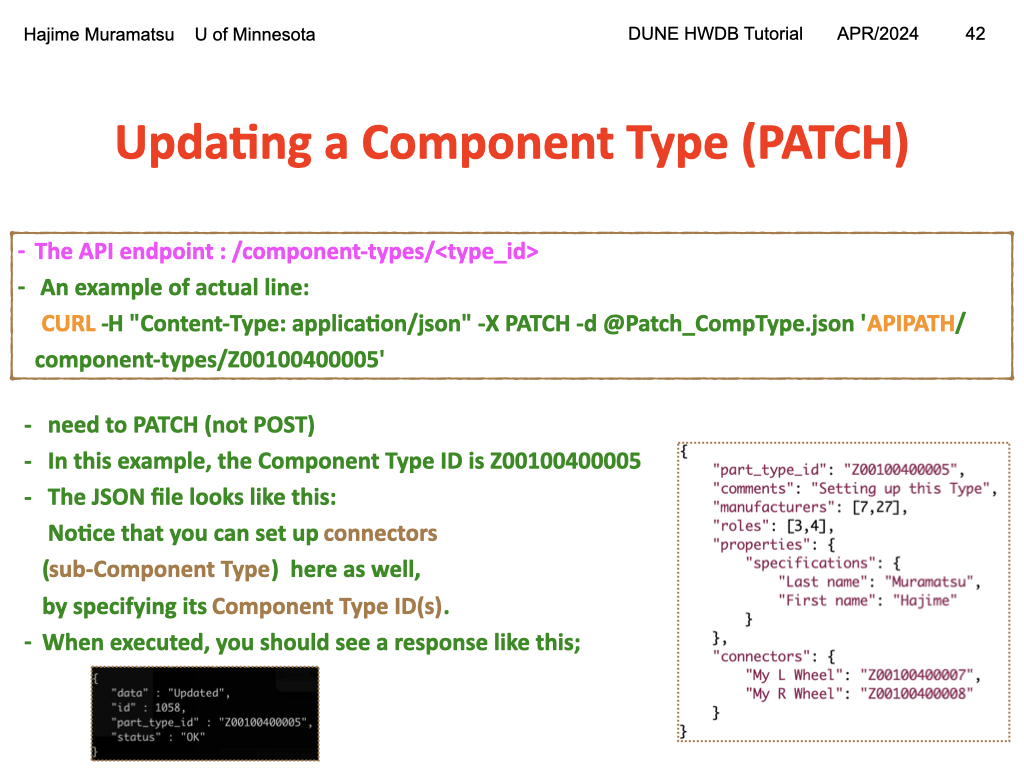 Hajime Muramatsu U of Minnesota DUNE HWDB Tutorial APR/2024 42
Updating a Component Type (PATCH)
- The API endpoint : /component-types/<type_id>
- An example of actual line:
CURL -H "Content-Type: application/json" -X PATCH -d @Patch_CompType.json 'APIPATH/
component-types/Z00100400005'
- need to PATCH (not POST)
- In this example, the Component Type ID is Z00100400005
- The JSON file looks like this:
Notice that you can set up connectors
(sub-Component Type) here as well,
by specifying its Component Type ID(s).
- When executed, you should see a response like this;
{
"data" : "Updated",
"id" : 1058,
"part_type_id" : "Z00100400005",
"status" : "OK"
}
{
"part_type_id": "Z00100400005",
"comments": "Setting up this Type",
"manufacturers": [7,27],
"roles": [3,4],
"properties": {
"specifications": {
"Last name": "Muramatsu",
"First name": "Hajime"
}
},
"connectors": {
"My L Wheel": "Z00100400007",
"My R Wheel": "Z00100400008"
}
}